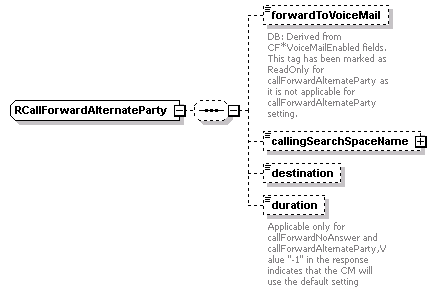 forwardToVoiceMail
DB: Derived from
CF*VoiceMailEnabled fields.
This tag has been marked as
ReadOnly for
callForwardAlternateParty as
it is not applicable for
callForwardAlternateParty
setting.
RCallForwardAlternateParty
callingSearchSpaceName
destination
duration
Applicable only for
callForwardNoAnswer and
callForwardAlternateParty,V
alue "-1" in the response
indicates that the CM will
use the default setting